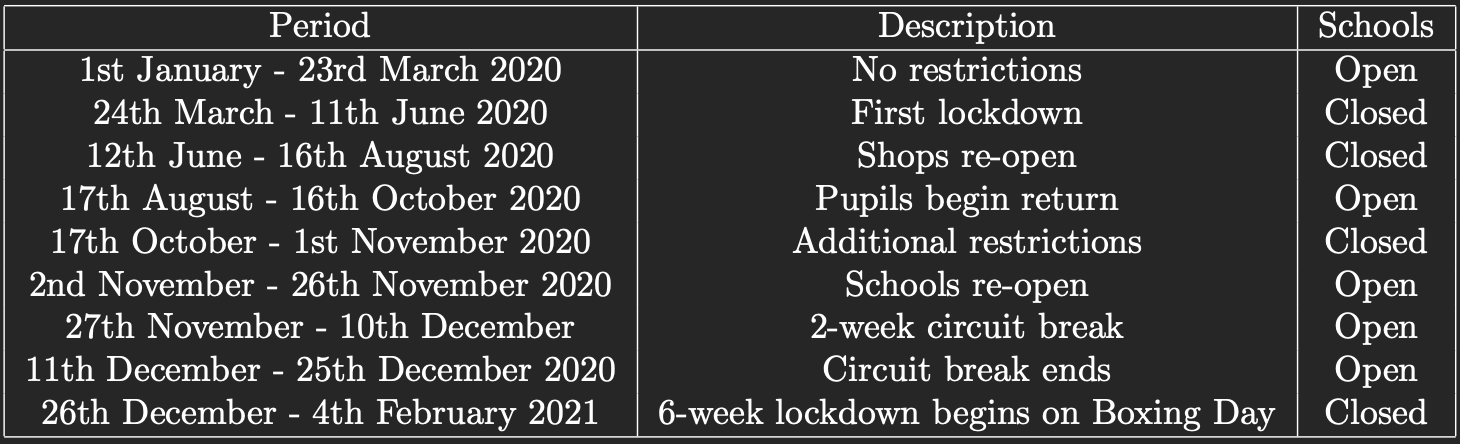 Period Description Schools
1st January - 23rd March 2020 No restrictions Open
24th March - 11th June 2020 First lockdown Closed
12th June - 16th August 2020 Shops re-open Closed
17th August - 16th October 2020 Pupils begin return Open
17th October - 1st November 2020 Additional restrictions Closed
2nd November - 26th November 2020 Schools re-open Open
27th November - 10th December 2-week circuit break Open
11th December - 25th December 2020 Circuit break ends Open
26th December - 4th February 2021 6-week lockdown begins on Boxing Day Closed